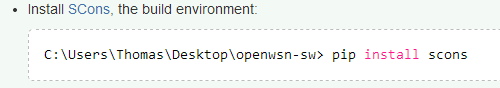 Install SCons, the build environment:
C:\Users\Thomas\Desktop\openwsn-sw> pip install scons